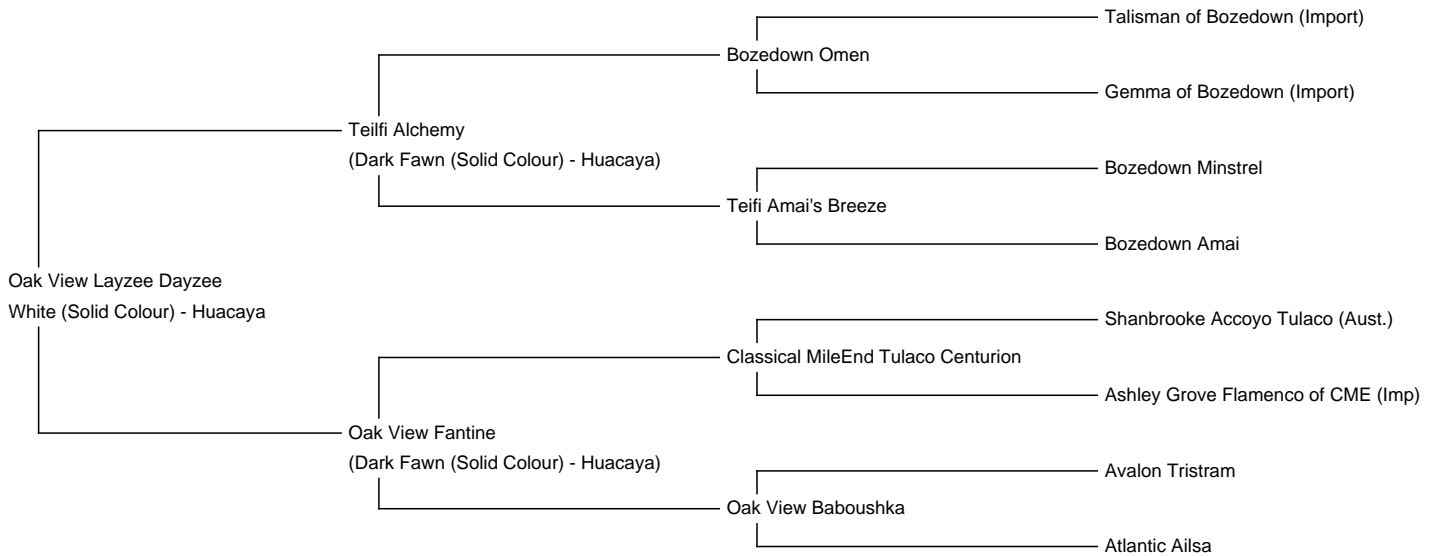 Talisman of Bozedown (Import)
Bozedown Omen
Gemma of Bozedown (Import)
Teilfi Alchemy
(Dark Fawn (Solid Colour) - Huacaya)
Bozedown Minstrel
Teifi Amai's Breeze
Bozedown Amai
Oak View Layzee Dayzee
White (Solid Colour) - Huacaya
Shanbrooke Accoyo Tulaco (Aust.)
Classical MileEnd Tulaco Centurion
Ashley Grove Flamenco of CME (Imp)
Oak View Fantine
(Dark Fawn (Solid Colour) - Huacaya)
Avalon Tristram
Oak View Baboushka
Atlantic Ailsa